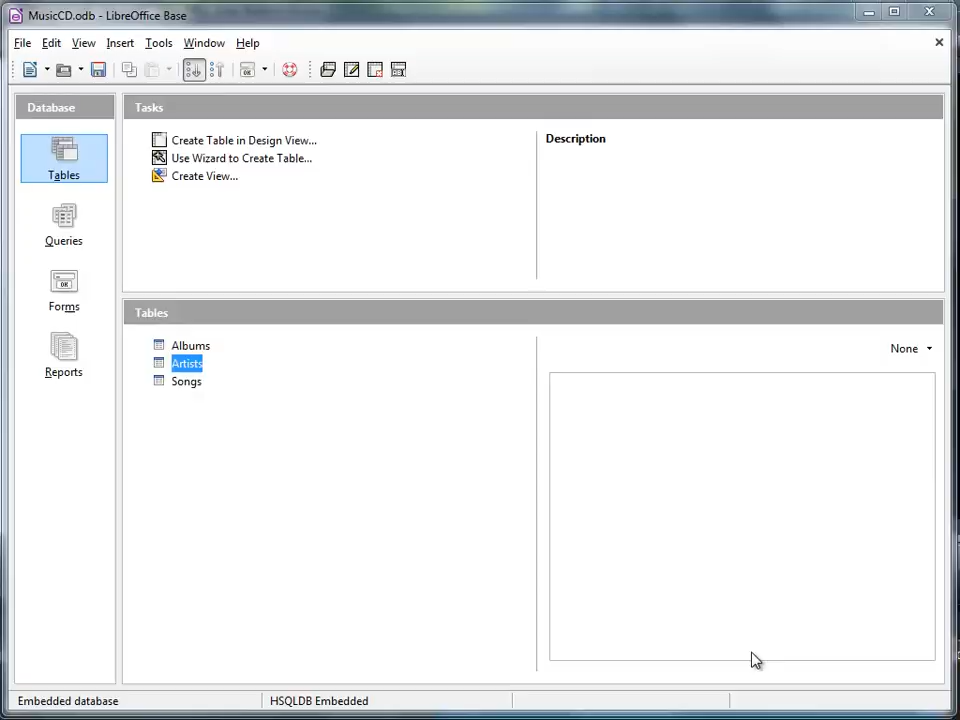 MusicCD.odb - LibreOffice Base
File Edit View Insert Tools Window Help
Database
Tables
Queries
Forms
Reports
Tasks
Create Table in Design View...
Use Wizard to Create Table...
Create View...
Description
Tables
Albums
Artists
Songs
None
Embedded database
HSQLDB Embedded